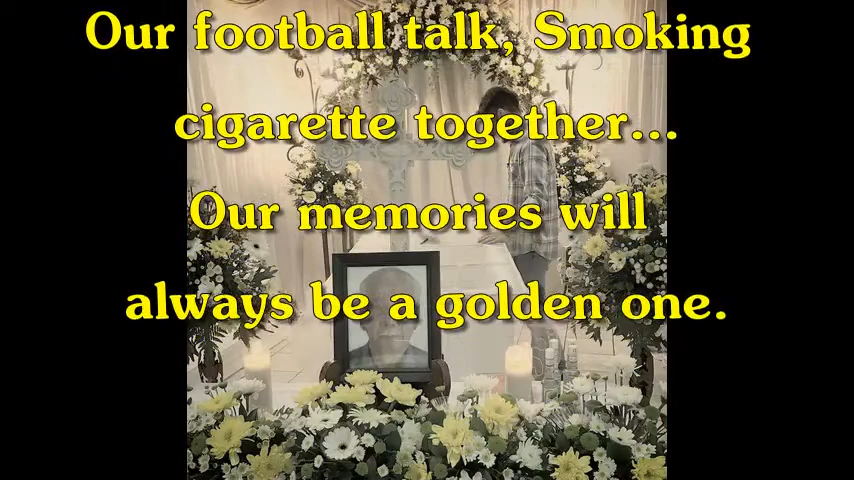 Our football talk, Smoking
cigarette together...
Our memories will
always be a golden one.